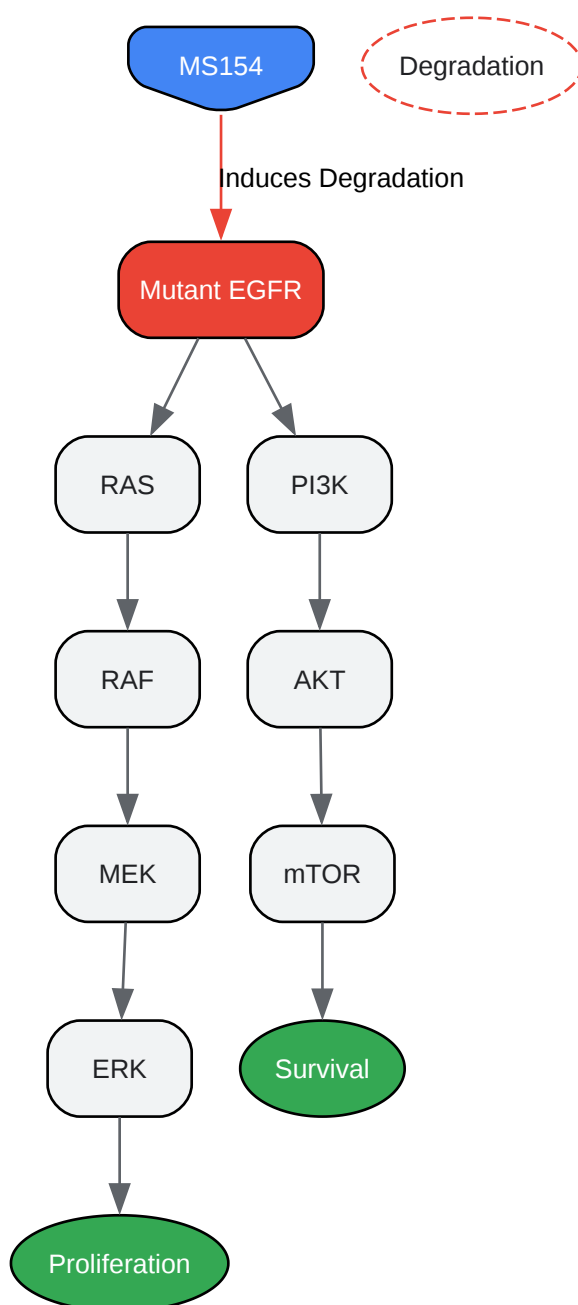 MS154
Degradation
Induces Degradation
Mutant EGFR
RAS
PI3K
RAF
AKT
MEK
mTOR
ERK
Survival
Proliferation